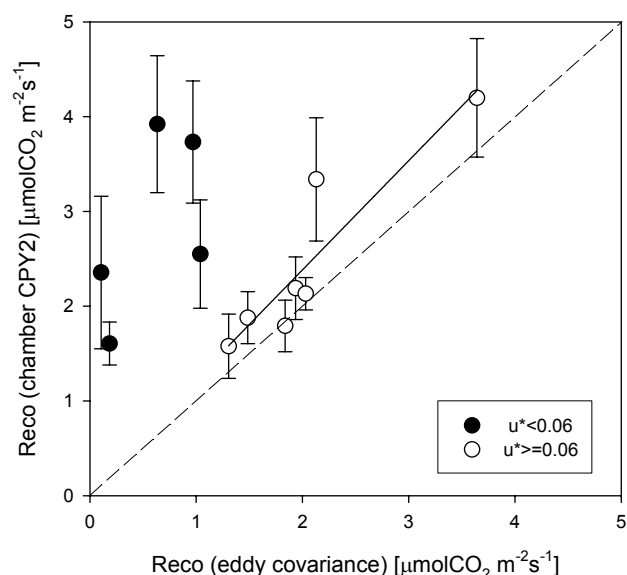 5
4
3
2
1
0
Reco (chamber CPY2) [μmolCO₂ m⁻²s⁻¹]
u*<0.06
u*>=0.06
0 1 2 3 4 5
Reco (eddy covariance) [μmolCO₂ m⁻²s⁻¹]